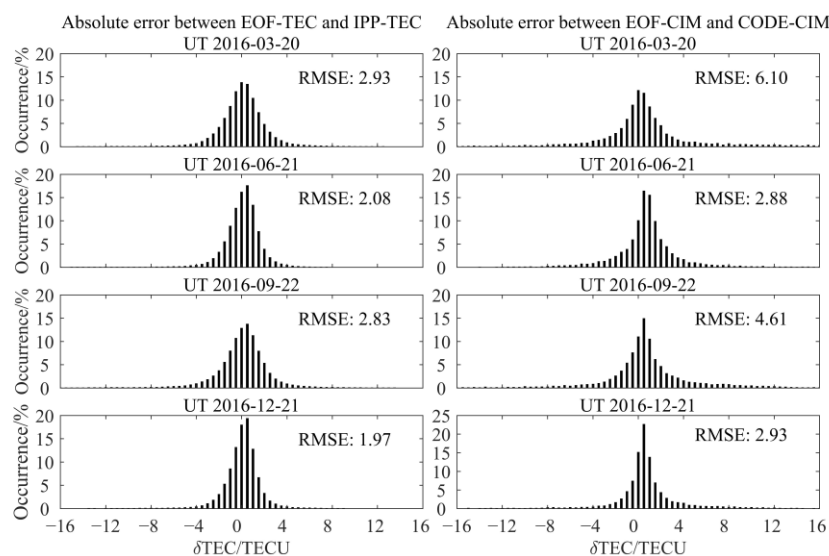 Absolute error between EOF-TEC and IPP-TEC
UT 2016-03-20
Occurrence/%
20
15
10
5
0
RMSE: 2.93
UT 2016-06-21
20
15
10
5
0
RMSE: 2.08
UT 2016-09-22
Occurrence/%
20
15
10
5
0
RMSE: 2.83
UT 2016-12-21
Occurrence/%
20
15
10
5
0
RMSE: 1.97
−16 −12 −8 −4 0 4 8 12 16
δTEC/TECU
Absolute error between EOF-CIM and CODE-CIM
UT 2016-03-20
20
15
10
5
0
RMSE: 6.10
UT 2016-06-21
20
15
10
5
0
RMSE: 2.88
UT 2016-09-22
20
15
10
5
0
RMSE: 4.61
UT 2016-12-21
25
20
15
10
5
0
RMSE: 2.93
−16 −12 −8 −4 0 4 8 12 16
δTEC/TECU